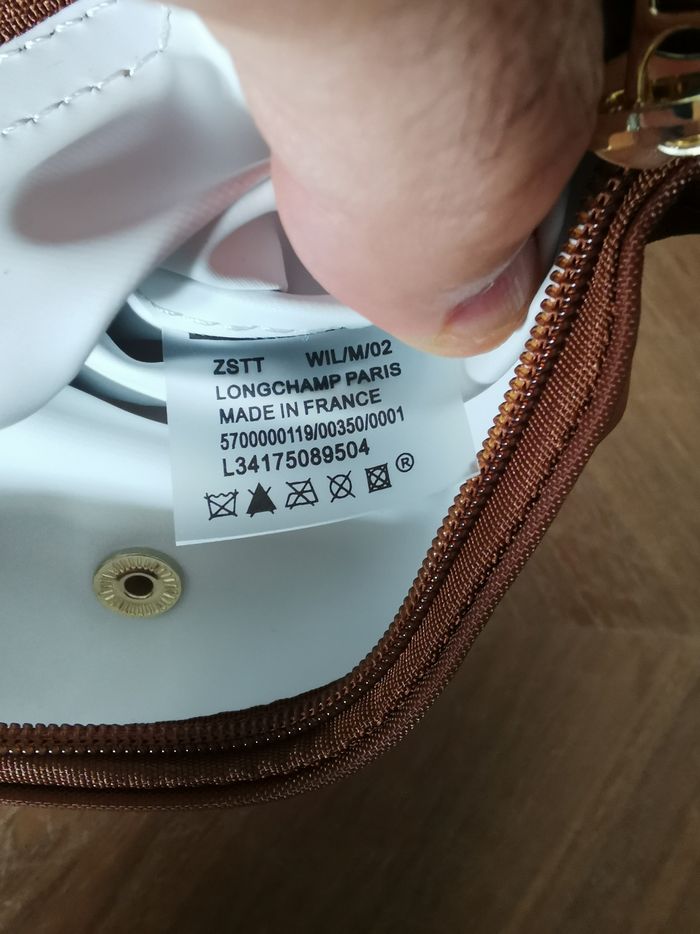 ZSTT WIL/M/02
LONGCHAMP PARIS
MADE IN FRANCE
5700000119/00350/0001
L34175089504
®